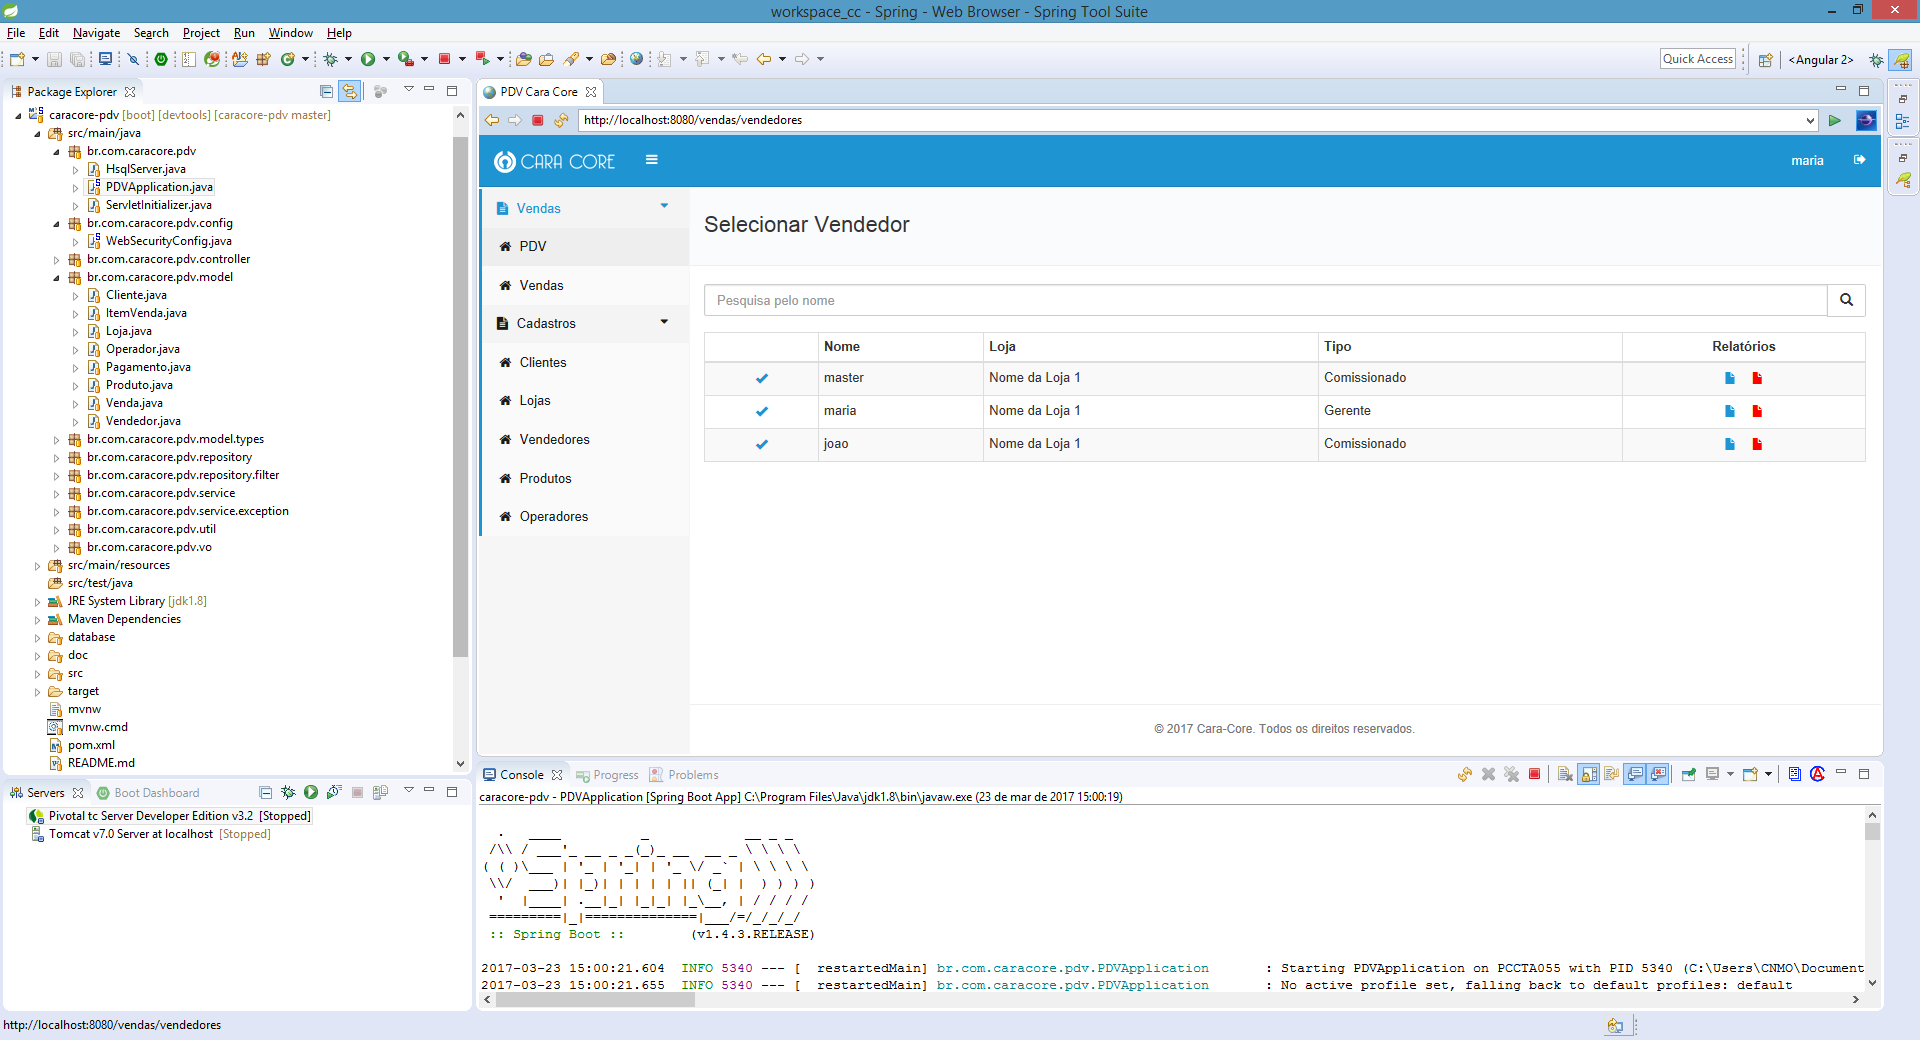 workspace_cc - Spring - Web Browser - Spring Tool Suite
File Edit Navigate Search Project Run Window Help
Quick Access
<Angular 2>
Package Explorer
caracore-pdv [boot] [devtools] [caracore-pdv master]
src/main/java
br.com.caracore.pdv
HsqlServer.java
PDVApplication.java
ServletInitializer.java
br.com.caracore.pdv.config
WebSecurityConfig.java
br.com.caracore.pdv.controller
br.com.caracore.pdv.model
Cliente.java
ItemVenda.java
Loja.java
Operador.java
Pagamento.java
Produto.java
Venda.java
Vendedor.java
br.com.caracore.pdv.model.types
br.com.caracore.pdv.repository
br.com.caracore.pdv.repository.filter
br.com.caracore.pdv.service
br.com.caracore.pdv.service.exception
br.com.caracore.pdv.util
br.com.caracore.pdv.vo
src/main/resources
src/test/java
JRE System Library [jdk1.8]
Maven Dependencies
database
doc
src
target
mvnw
mvnw.cmd
pom.xml
README.md
Servers
Boot Dashboard
Pivotal tc Server Developer Edition v3.2 [Stopped]
Tomcat v7.0 Server at localhost [Stopped]
PDV Cara Core
http://localhost:8080/vendas/vendedores
CARA CORE
maria
Vendas
PDV
Vendas
Cadastros
Clientes
Lojas
Vendedores
Produtos
Operadores
Selecionar Vendedor
Pesquisa pelo nome
Nome Loja Tipo Relatórios
master Nome da Loja 1 Comissionado
maria Nome da Loja 1 Gerente
joao Nome da Loja 1 Comissionado
© 2017 Cara-Core. Todos os direitos reservados.
Console
Progress
Problems
caracore-pdv - PDVApplication [Spring Boot App] C:\Program Files\Java\jdk1.8\bin\javaw.exe (23 de mar de 2017 15:00:19)
Spring
:: Spring Boot :: (v1.4.3.RELEASE)
2017-03-23 15:00:21.604 INFO 5340 --- [ restartedMain] br.com.caracore.pdv.PDVApplication : Starting PDVApplication on PCCTA055 with PID 5340 (C:\Users\CNMO\Document
2017-03-23 15:00:21.655 INFO 5340 --- [ restartedMain] br.com.caracore.pdv.PDVApplication : No active profile set, falling back to default profiles: default
http://localhost:8080/vendas/vendedores